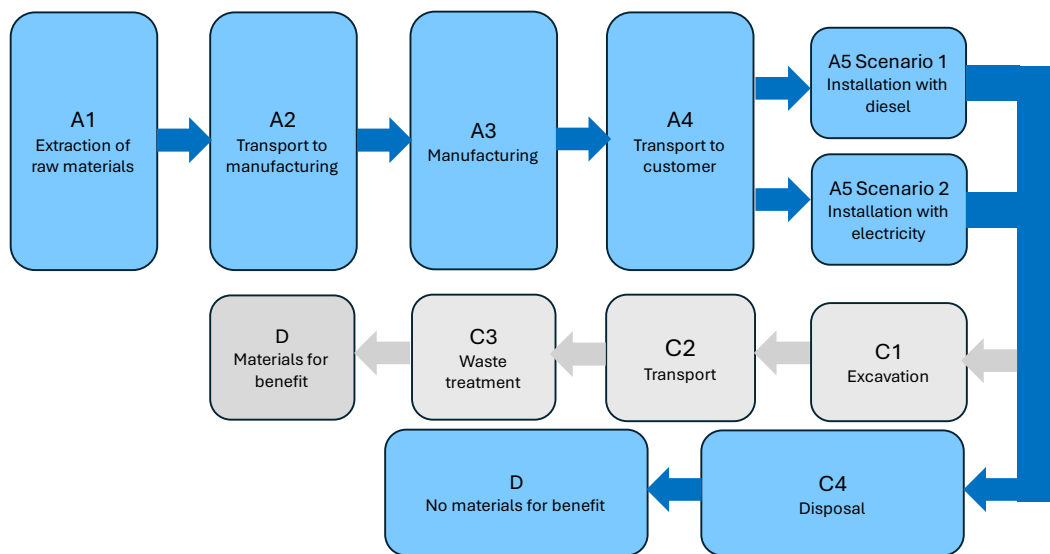 A1
Extraction of
raw materials
A2
Transport to
manufacturing
A3
Manufacturing
A4
Transport to
customer
A5 Scenario 1
Installation with
diesel
A5 Scenario 2
Installation with
electricity
D
Materials for
benefit
C3
Waste
treatment
C2
Transport
C1
Excavation
D
No materials for benefit
C4
Disposal